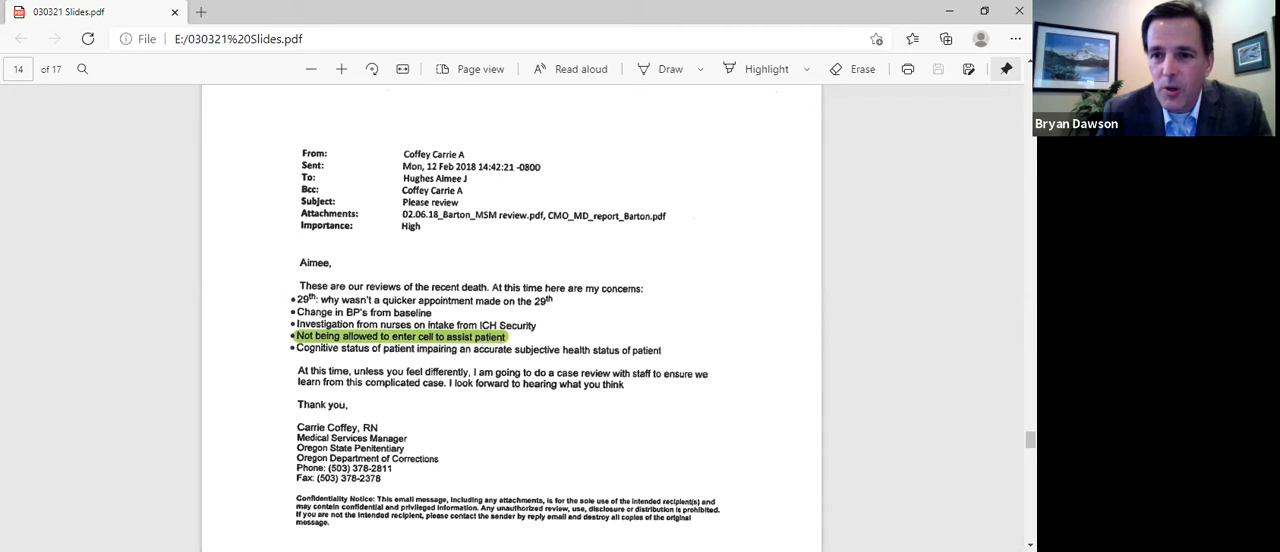 030321 Slides.pdf
File
E:/030321%20Slides.pdf
14 of 17
Page view
Read aloud
Draw
Highlight
Erase
Bryan Dawson
From: Coffey Carrie A
Sent: Mon, 12 Feb 2018 14:42:21 -0800
To: Hughes Aimee J
Bcc: Coffey Carrie A
Subject: Please review
Attachments: 02.06.18_Barton_MSM review.pdf, CMO_MD_report_Barton.pdf
Importance: High
Aimee,
These are our reviews of the recent death. At this time here are my concerns:
• 29th: why wasn't a quicker appointment made on the 29th
• Change in BP's from baseline
• Investigation from nurses on intake from ICH Security
• Not being allowed to enter cell to assist patient
• Cognitive status of patient impairing an accurate subjective health status of patient
At this time, unless you feel differently, I am going to do a case review with staff to ensure we
learn from this complicated case. I look forward to hearing what you think
Thank you,
Carrie Coffey, RN
Medical Services Manager
Oregon State Penitentiary
Oregon Department of Corrections
Phone: (503) 378-2811
Fax: (503) 378-2378
Confidentiality Notice: This email message, including any attachments, is for the sole use of the intended recipient(s) and
may contain confidential and privileged information. Any unauthorized review, use, disclosure or distribution is prohibited.
If you are not the intended recipient, please contact the sender by reply email and destroy all copies of the original
message.